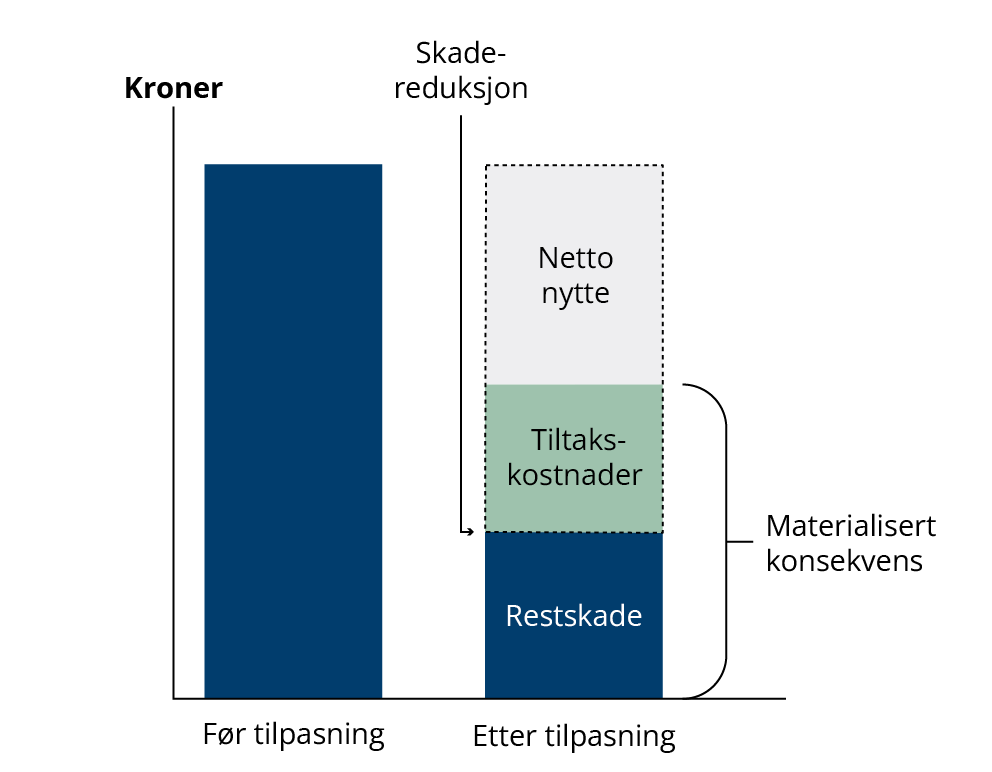 Skade-
reduksjon
Kroner
Netto
nytte
Tiltaks-
kostnader
Materialisert
konsekvens
Restskade
Før tilpasning
Etter tilpasning